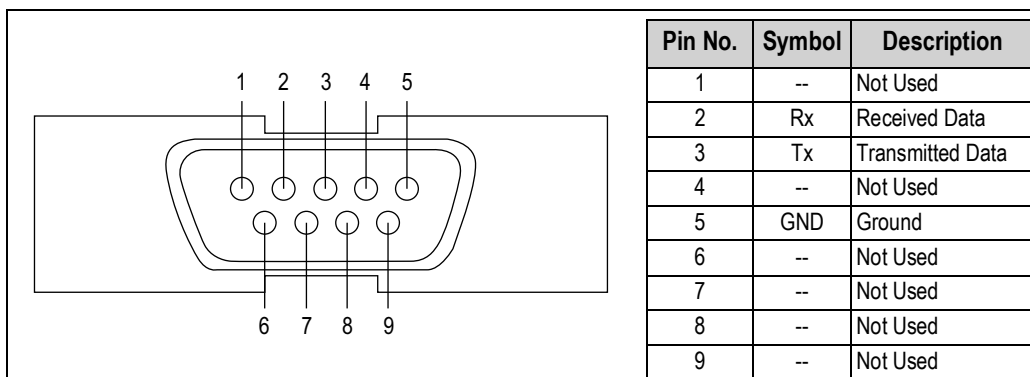 1 2 3 4 5
6 7 8 9
Pin No. Symbol Description
1 -- Not Used
2 Rx Received Data
3 Tx Transmitted Data
4 -- Not Used
5 GND Ground
6 -- Not Used
7 -- Not Used
8 -- Not Used
9 -- Not Used